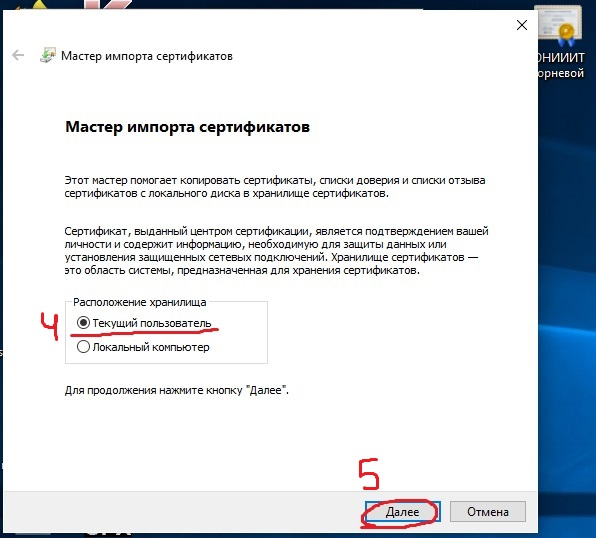 Мастер импорта сертификатов
ОНИИИТ
орневой
Мастер импорта сертификатов
Этот мастер помогает копировать сертификаты, списки доверия и списки отзыва
сертификатов с локального диска в хранилище сертификатов.
Сертификат, выданный центром сертификации, является подтверждением вашей
личности и содержит информацию, необходимую для защиты данных или
установления защищенных сетевых подключений. Хранилище сертификатов —
это область системы, предназначенная для хранения сертификатов.
Расположение хранилища
4
Текущий пользователь
Локальный компьютер
Для продолжения нажмите кнопку "Далее".
5
Далее
Отмена